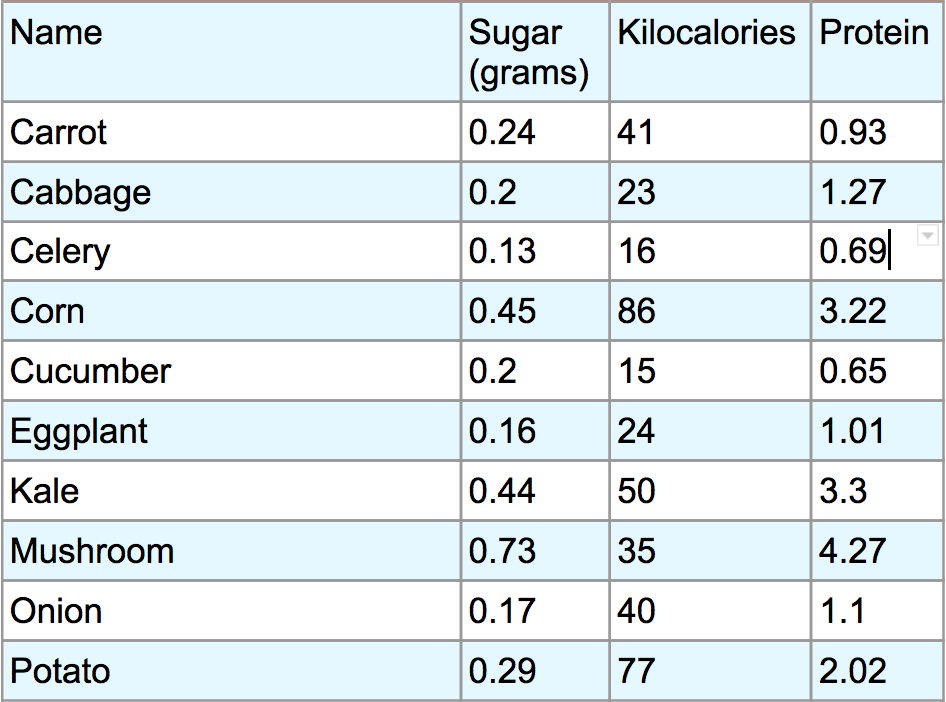 Name Sugar (grams) Kilocalories Protein
Carrot 0.24 41 0.93
Cabbage 0.2 23 1.27
Celery 0.13 16 0.69
Corn 0.45 86 3.22
Cucumber 0.2 15 0.65
Eggplant 0.16 24 1.01
Kale 0.44 50 3.3
Mushroom 0.73 35 4.27
Onion 0.17 40 1.1
Potato 0.29 77 2.02